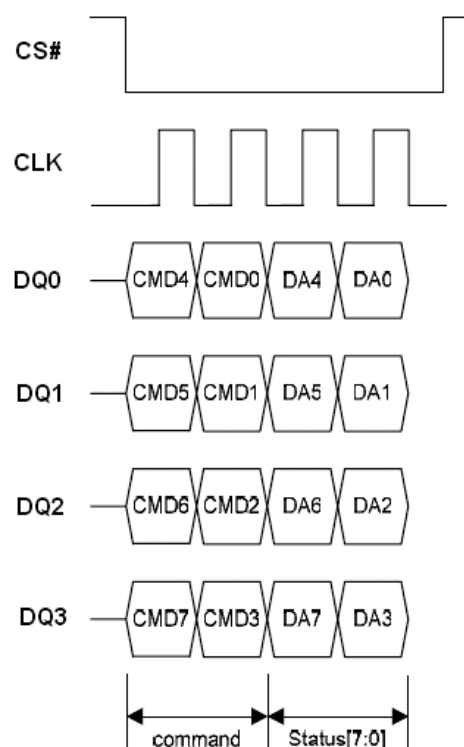 CS#
CLK
DQ0 CMD4 CMD0 DA4 DA0
DQ1 CMD5 CMD1 DA5 DA1
DQ2 CMD6 CMD2 DA6 DA2
DQ3 CMD7 CMD3 DA7 DA3
command Status[7:0]